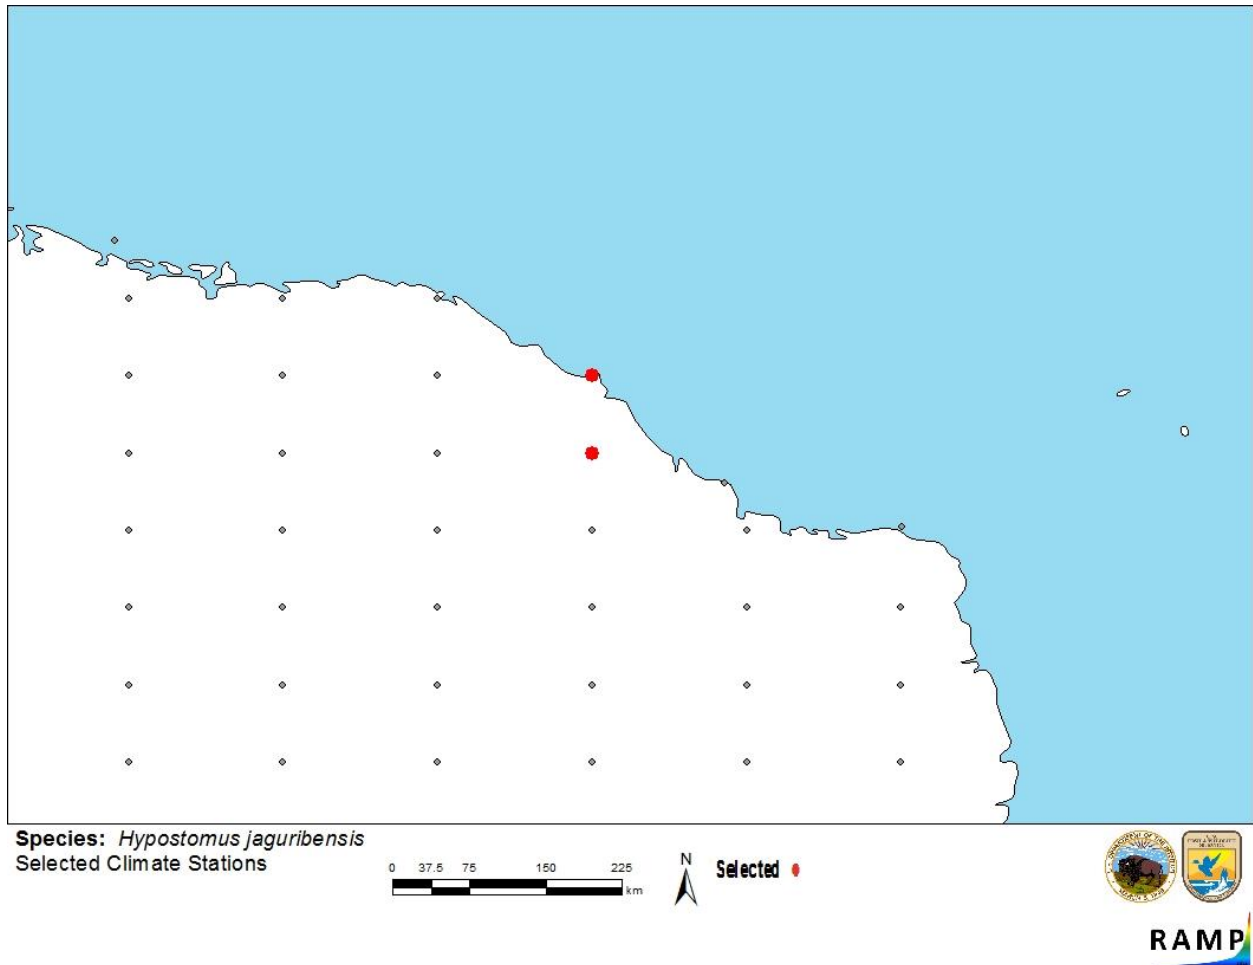 Species: Hypostomus jaguribensis
Selected Climate Stations
0 37.5 75 150 225
km
N
Selected
RAMP